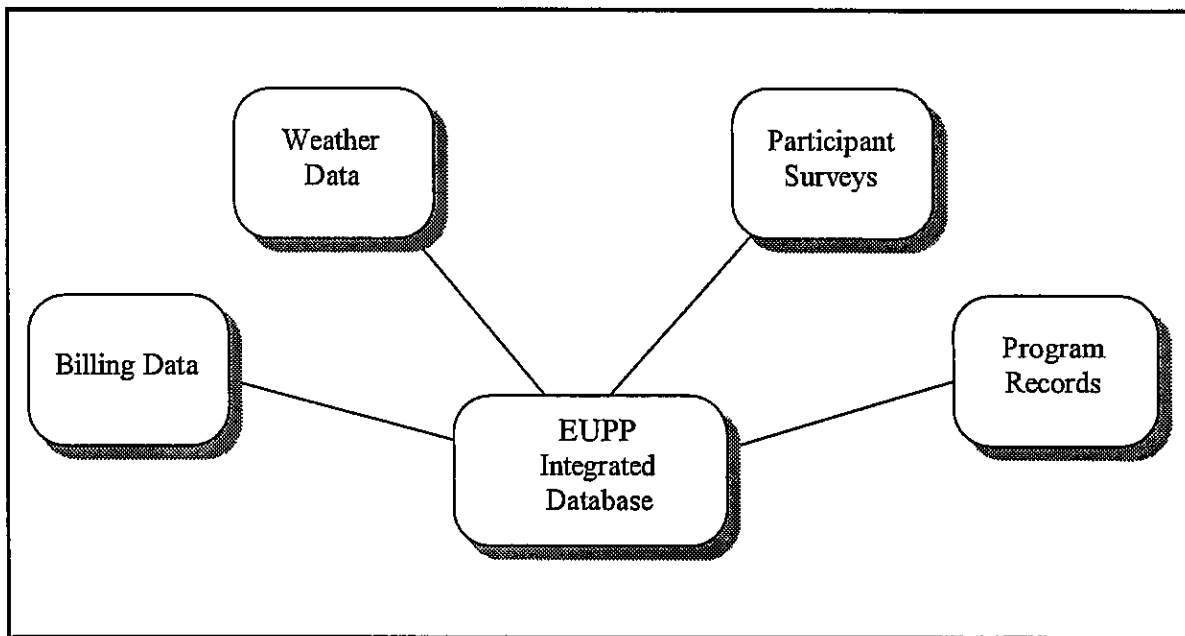 Weather
Data
Participant
Surveys
Billing Data
Program
Records
EUPP
Integrated
Database